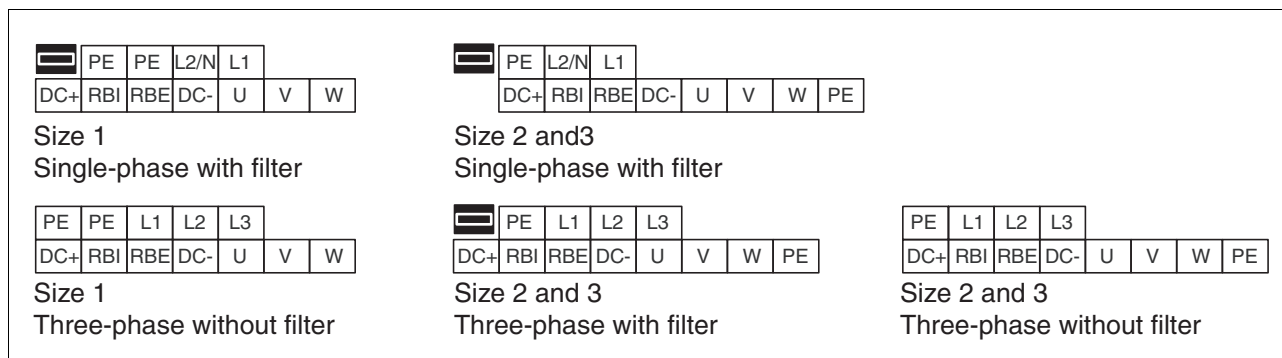 PE PE L2/N L1
DC+ RBI RBE DC- U V W
Size 1
Single-phase with filter
PE L2/N L1
DC+ RBI RBE DC- U V W PE
Size 2 and3
Single-phase with filter
PE PE L1 L2 L3
DC+ RBI RBE DC- U V W
Size 1
Three-phase without filter
PE L1 L2 L3
DC+ RBI RBE DC- U V W PE
Size 2 and 3
Three-phase with filter
PE L1 L2 L3
DC+ RBI RBE DC- U V W PE
Size 2 and 3
Three-phase without filter